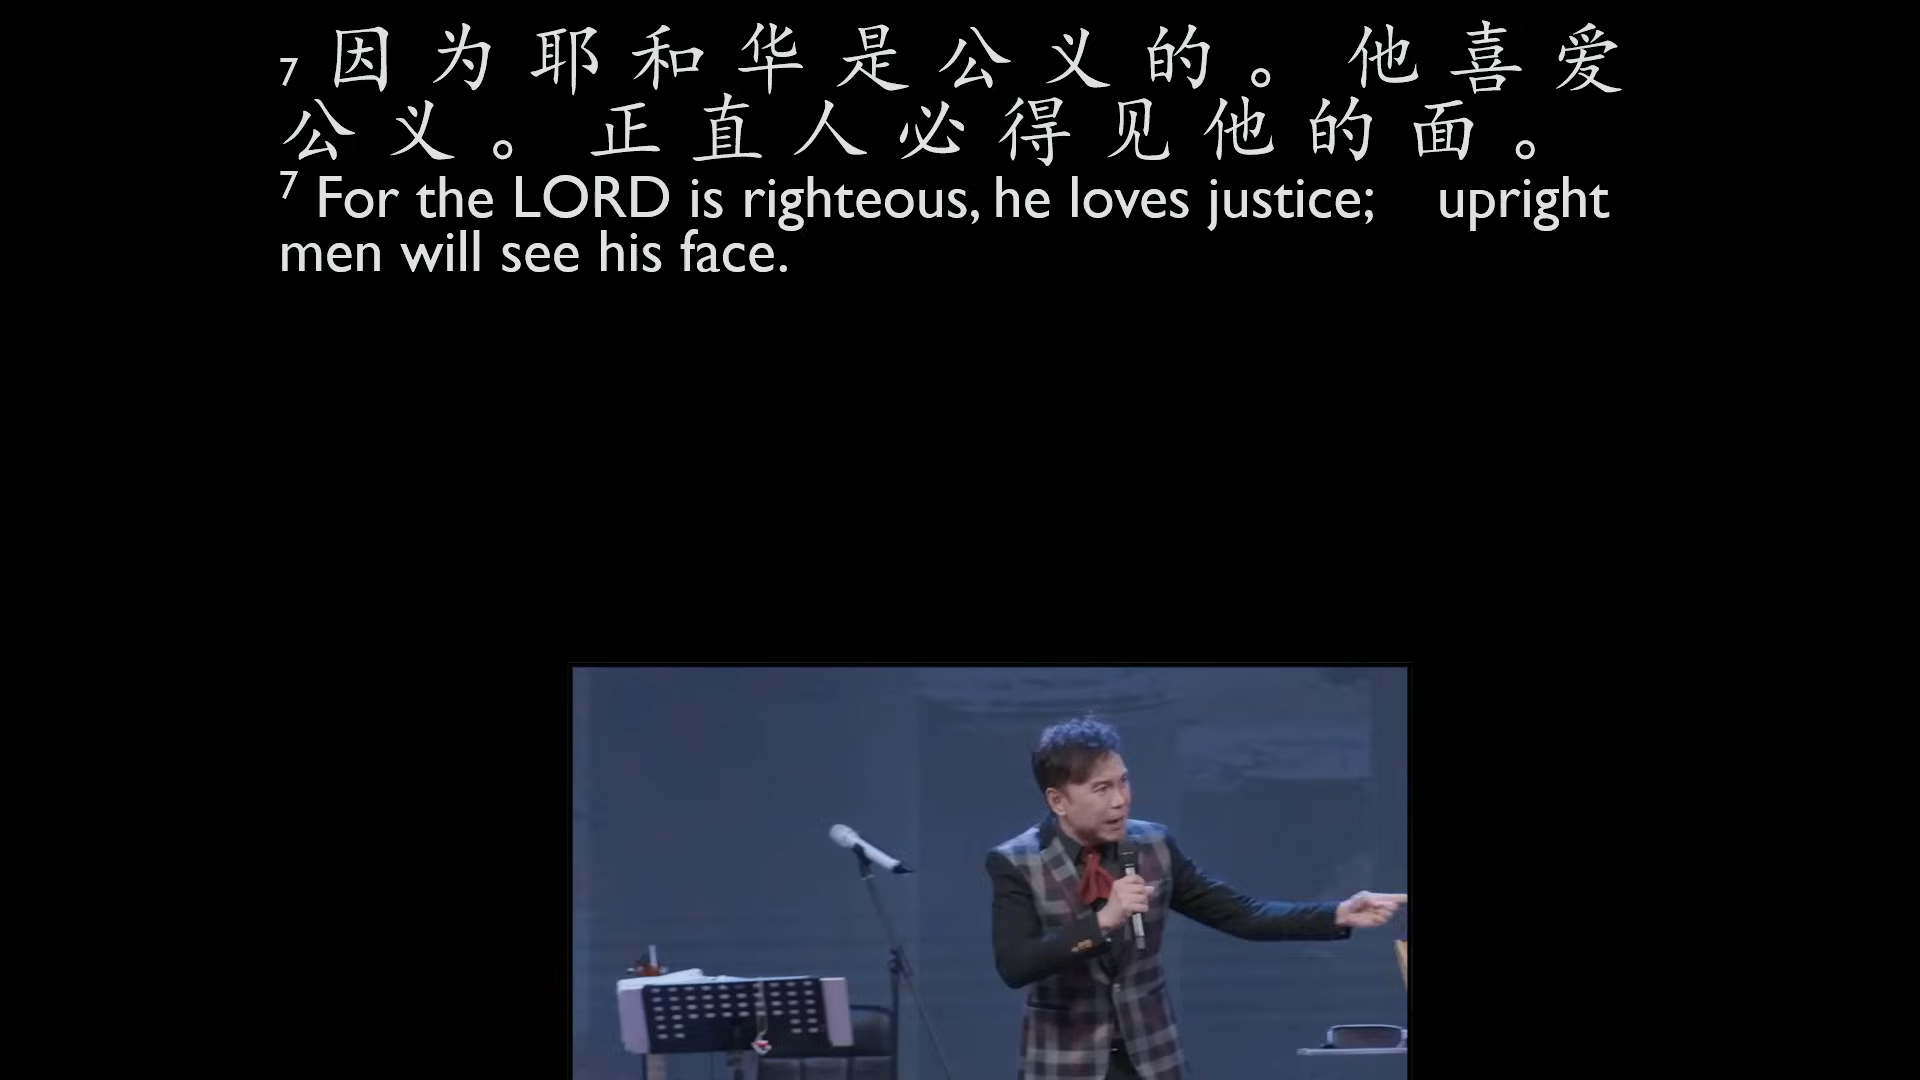 7 因为耶和华是公义的。他喜爱
公义。正直人必得见他的面。
7 For the LORD is righteous, he loves justice; upright
men will see his face.